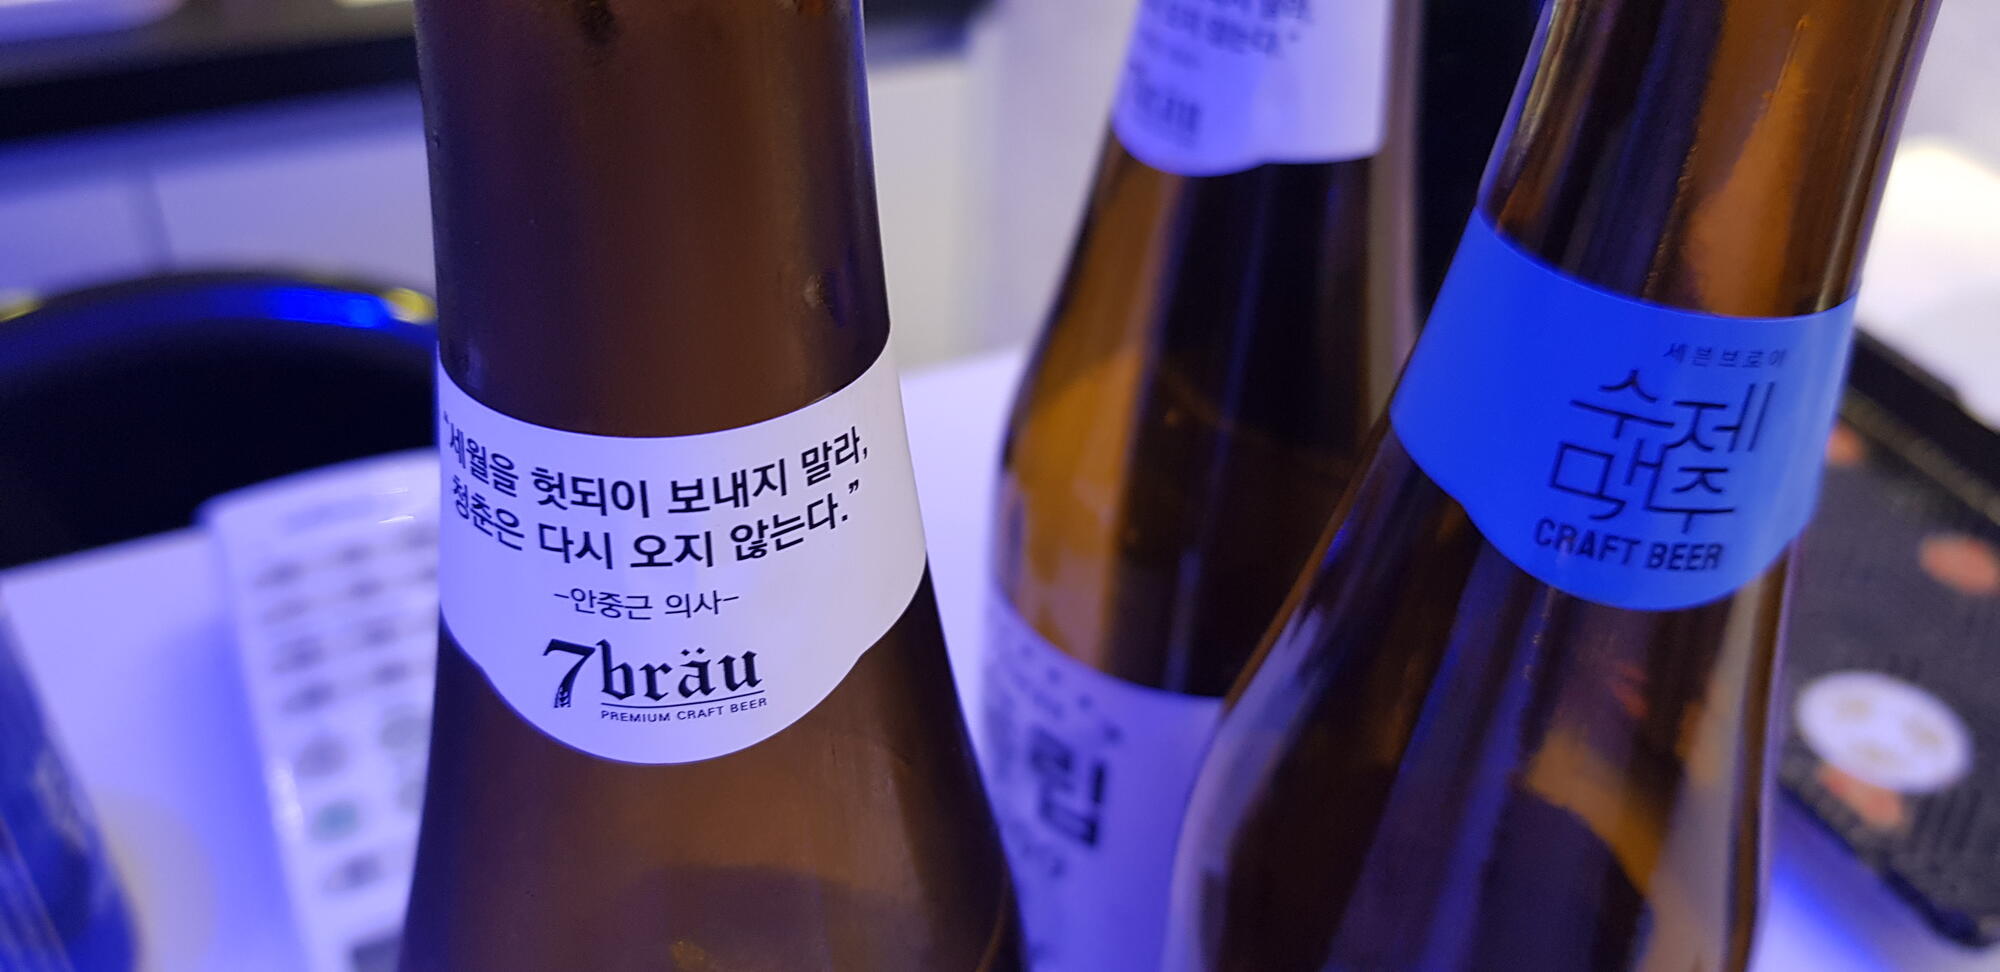 "세월을 헛되이 보내지 말라,
청춘은 다시 오지 않는다."
-안중근 의사-
7bräu
PREMIUM CRAFT BEER
세븐브로이
수제
맥주
CRAFT BEER
립